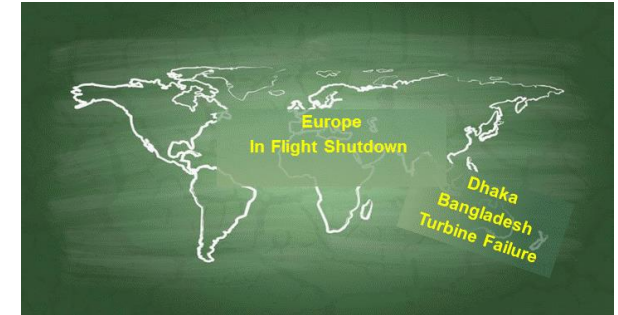 Europe
In Flight Shutdown
Dhaka
Bangladesh
Turbine Failure